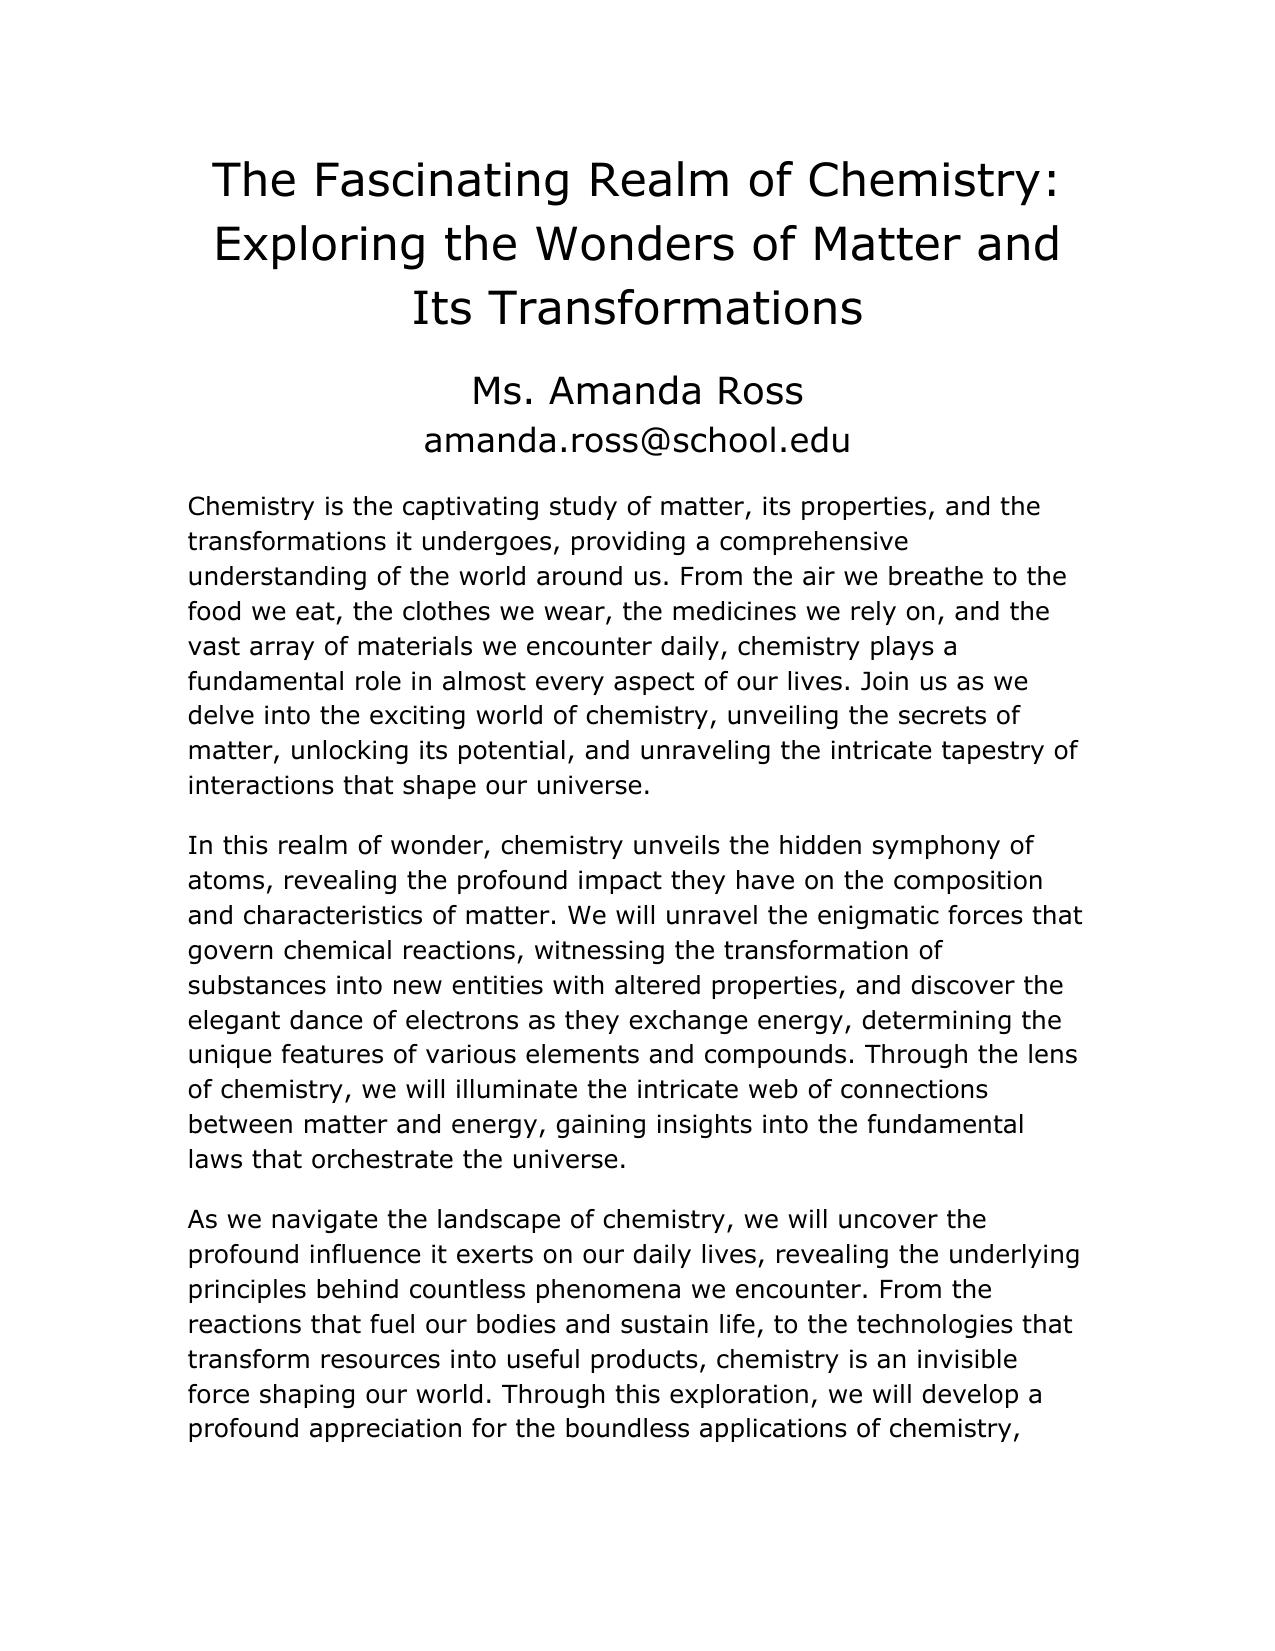 The Fascinating Realm of Chemistry:
Exploring the Wonders of Matter and
Its Transformations
Ms. Amanda Ross
amanda.ross@school.edu
Chemistry is the captivating study of matter, its properties, and the
transformations it undergoes, providing a comprehensive
understanding of the world around us. From the air we breathe to the
food we eat, the clothes we wear, the medicines we rely on, and the
vast array of materials we encounter daily, chemistry plays a
fundamental role in almost every aspect of our lives. Join us as we
delve into the exciting world of chemistry, unveiling the secrets of
matter, unlocking its potential, and unraveling the intricate tapestry of
interactions that shape our universe.
In this realm of wonder, chemistry unveils the hidden symphony of
atoms, revealing the profound impact they have on the composition
and characteristics of matter. We will unravel the enigmatic forces that
govern chemical reactions, witnessing the transformation of
substances into new entities with altered properties, and discover the
elegant dance of electrons as they exchange energy, determining the
unique features of various elements and compounds. Through the lens
of chemistry, we will illuminate the intricate web of connections
between matter and energy, gaining insights into the fundamental
laws that orchestrate the universe.
As we navigate the landscape of chemistry, we will uncover the
profound influence it exerts on our daily lives, revealing the underlying
principles behind countless phenomena we encounter. From the
reactions that fuel our bodies and sustain life, to the technologies that
transform resources into useful products, chemistry is an invisible
force shaping our world. Through this exploration, we will develop a
profound appreciation for the boundless applications of chemistry,